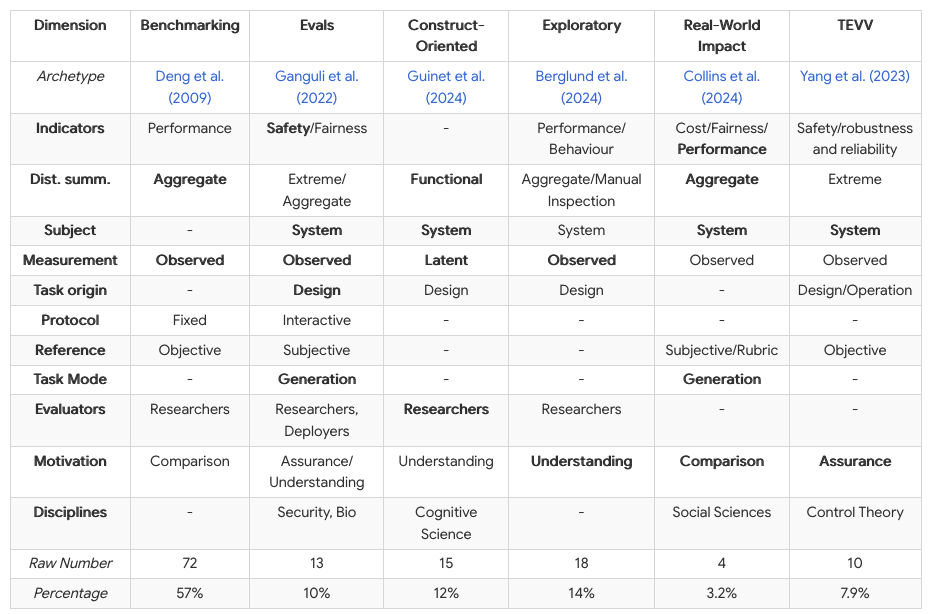 Dimension Benchmarking Evals Construct- Exploratory Real-World TEVV
Oriented Impact
Archetype Deng et al. Ganguli et al. Guinet et al. Berglund et al. Collins et al. Yang et al. (2023)
(2009) (2022) (2024) (2024) (2024)
Indicators Performance Safety/Fairness - Performance/ Cost/Fairness/ Safety/robustness
Behaviour Performance and reliability
Dist. summ. Aggregate Extreme/ Functional Aggregate/Manual Aggregate Extreme
Aggregate Inspection
Subject - System System System System System
Measurement Observed Observed Latent Observed Observed Observed
Task origin - Design Design Design - Design/Operation
Protocol Fixed Interactive - - - -
Reference Objective Subjective - - Subjective/Rubric Objective
Task Mode - Generation - - Generation -
Evaluators Researchers Researchers, Researchers Researchers - -
Deployers
Motivation Comparison Assurance/ Understanding Understanding Comparison Assurance
Understanding
Disciplines - Security, Bio Cognitive - Social Sciences Control Theory
Science
Raw Number 72 13 15 18 4 10
Percentage 57% 10% 12% 14% 3.2% 7.9%